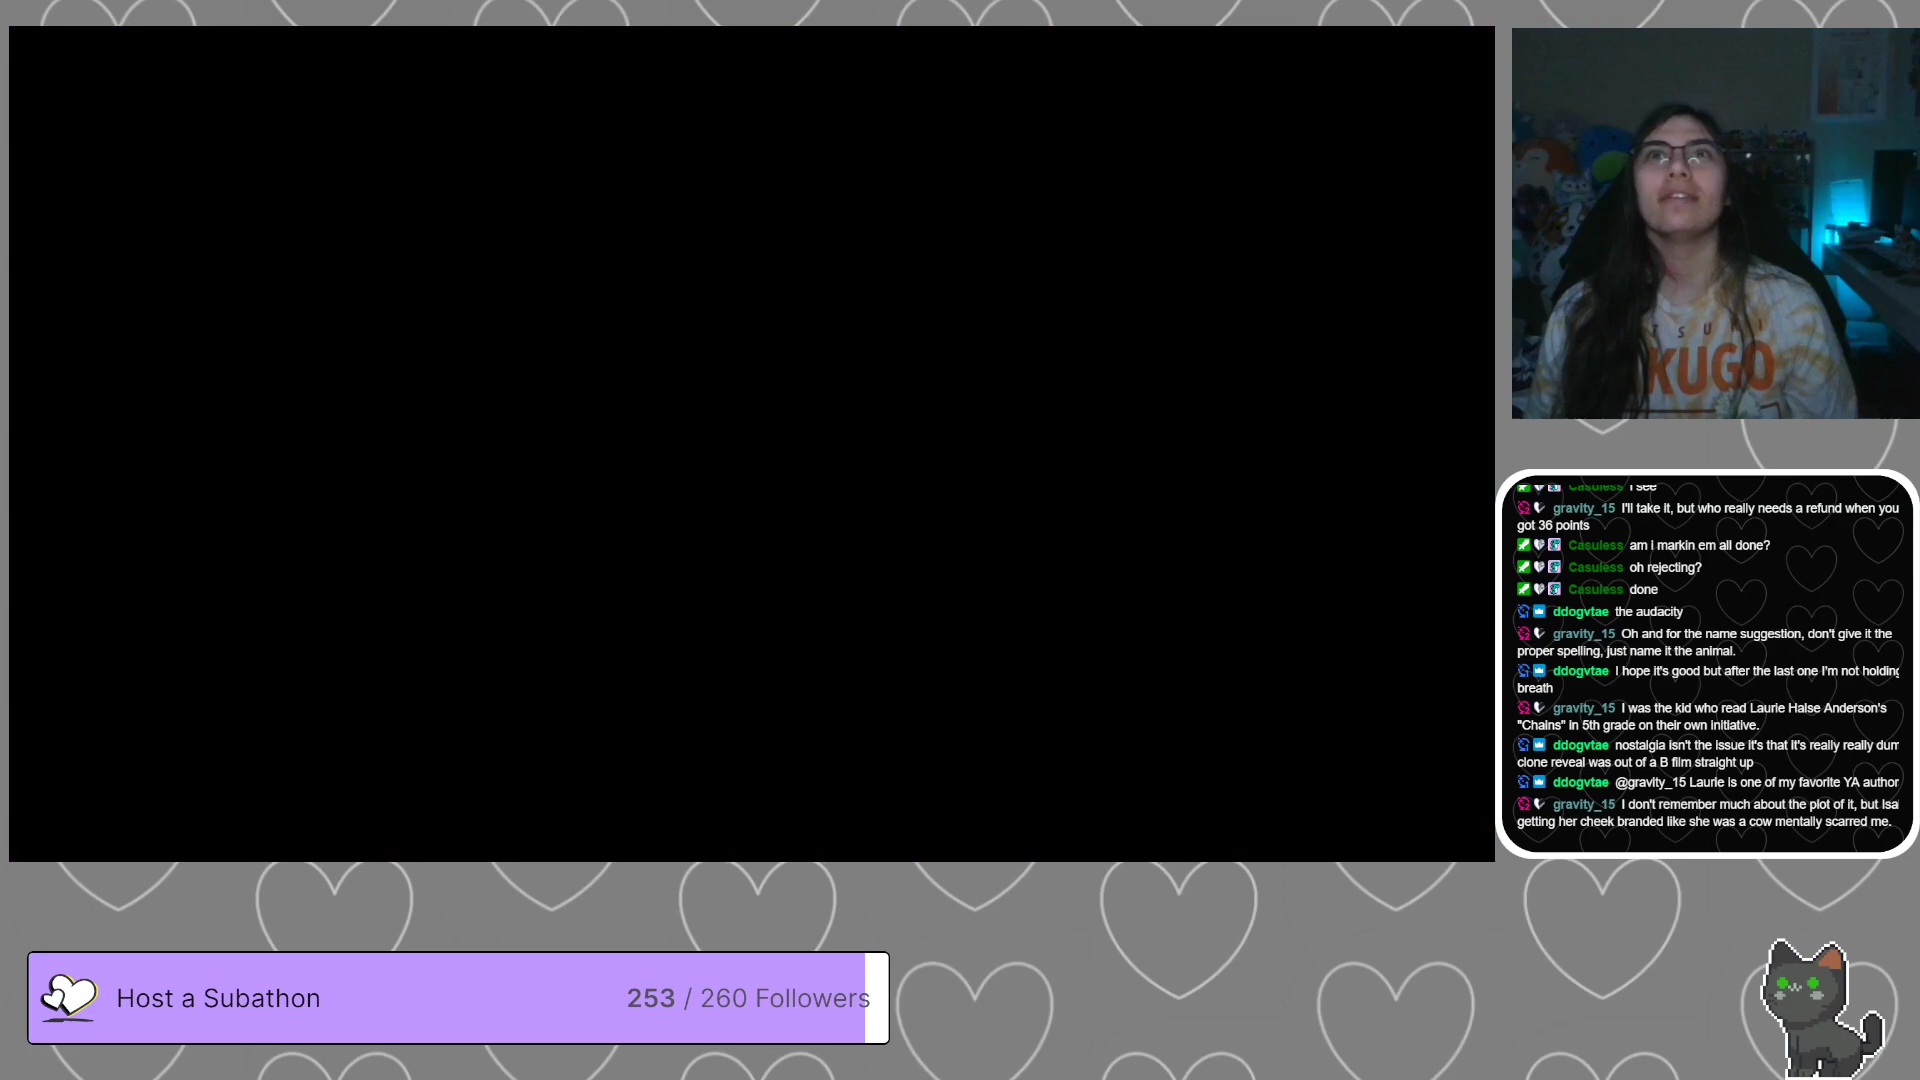 TSUKI
KUGO
Casuless I see
gravity_15 I'll take it, but who really needs a refund when you
got 36 points
Casuless am i markin em all done?
Casuless oh rejecting?
Casuless done
ddogvtae the audacity
gravity_15 Oh and for the name suggestion, don't give it the
proper spelling, just name it the animal.
ddogvtae I hope it's good but after the last one I'm not holding
breath
gravity_15 I was the kid who read Laurie Halse Anderson's
"Chains" in 5th grade on their own initiative.
ddogvtae nostalgia isn't the issue it's that it's really really dum
clone reveal was out of a B film straight up
ddogvtae @gravity_15 Laurie is one of my favorite YA author
gravity_15 I don't remember much about the plot of it, but Isa
getting her cheek branded like she was a cow mentally scarred me.
Host a Subathon
253 / 260 Followers